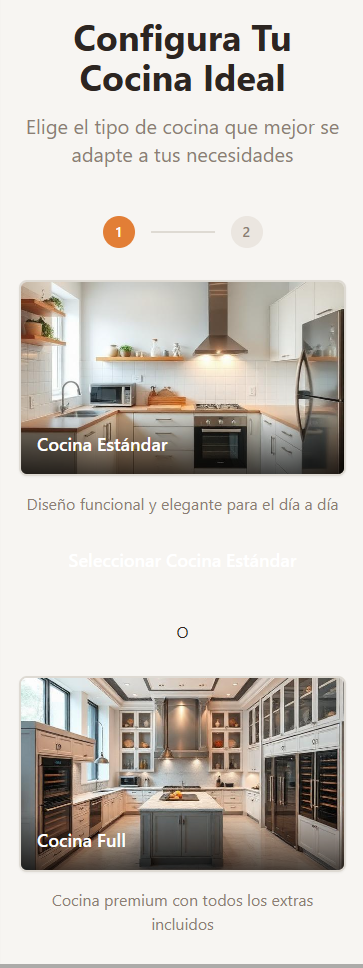 Configura Tu
Cocina Ideal
Elige el tipo de cocina que mejor se
adapte a tus necesidades
1
2
Cocina Estándar
Diseño funcional y elegante para el día a día
Seleccionar Cocina Estándar
O
Cocina Full
Cocina premium con todos los extras
incluidos